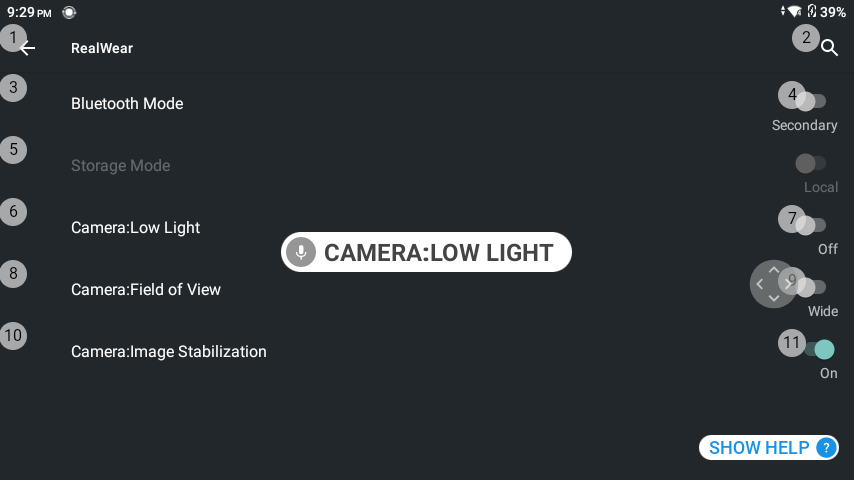 9:29 PM 39%
1 RealWear 2
3 Bluetooth Mode 4
Secondary
5 Storage Mode
Local
6 Camera:Low Light 7
Off
CAMERA:LOW LIGHT
8 Camera:Field of View 9
Wide
10 Camera:Image Stabilization 11
On
SHOW HELP ?